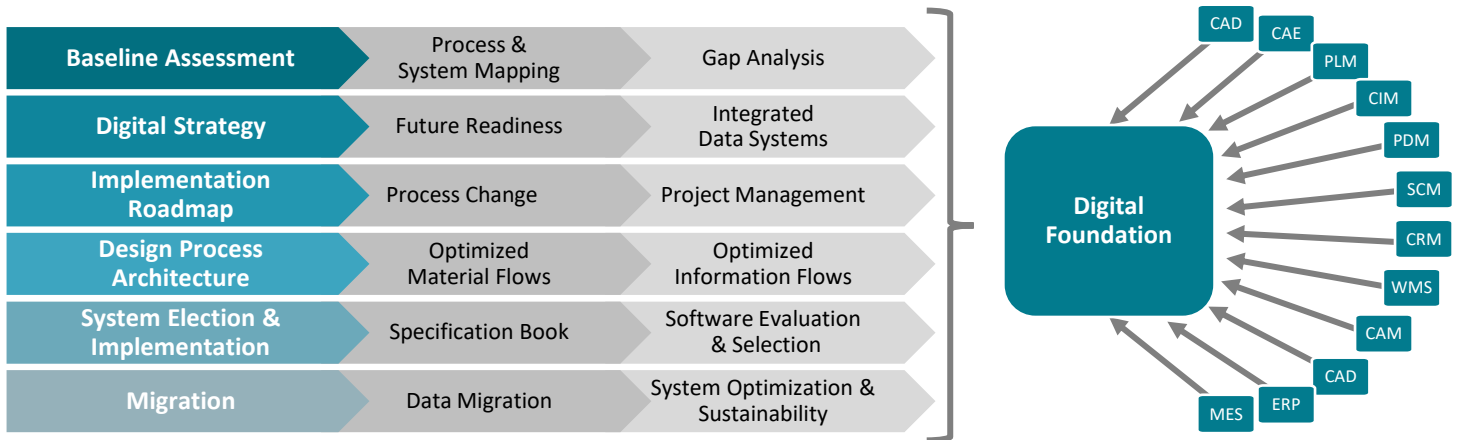 Baseline Assessment
Process &
System Mapping
Gap Analysis
Digital Strategy
Future Readiness
Integrated
Data Systems
Implementation
Roadmap
Process Change
Project Management
Design Process
Architecture
Optimized
Material Flows
Optimized
Information Flows
System Election &
Implementation
Specification Book
Software Evaluation
& Selection
Migration
Data Migration
System Optimization &
Sustainability
Digital
Foundation
CAD
CAE
PLM
CIM
PDM
SCM
CRM
WMS
CAM
CAD
ERP
MES